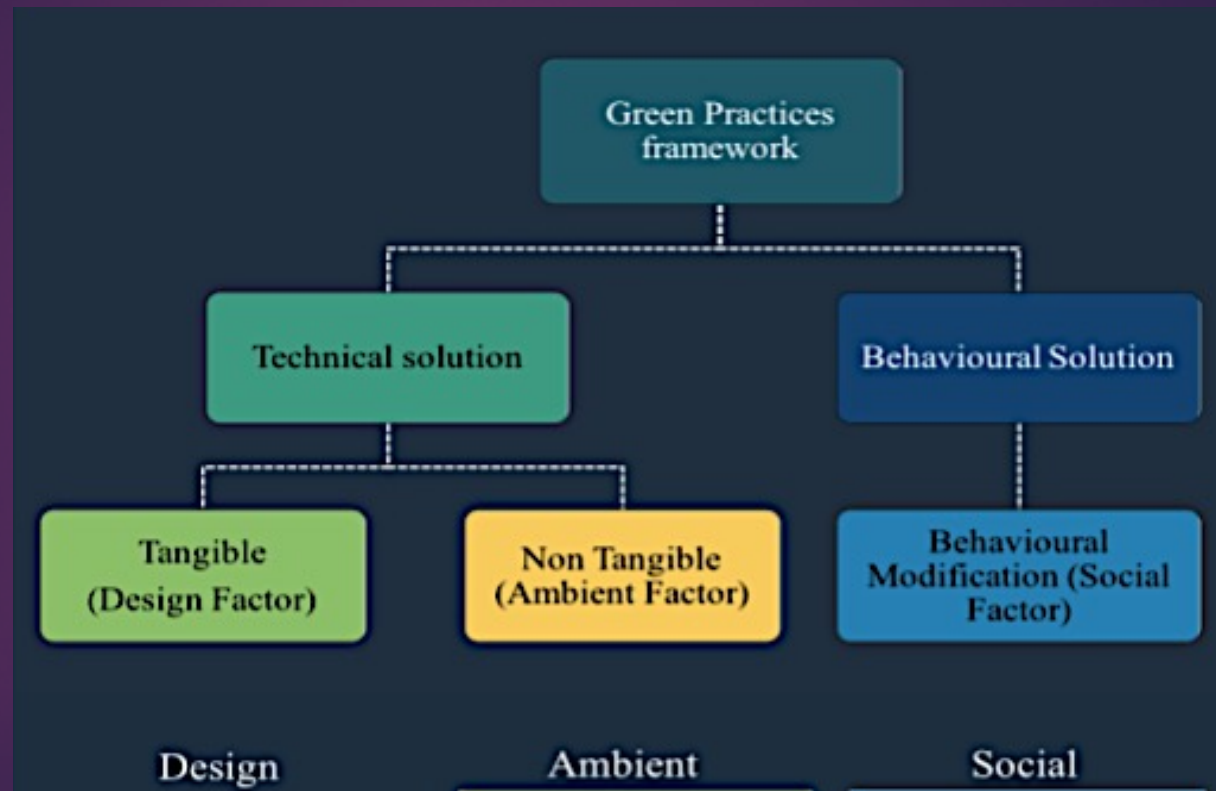 Green Practices
framework
Technical solution
Behavioural Solution
Tangible
(Design Factor)
Non Tangible
(Ambient Factor)
Behavioural
Modification (Social
Factor)
Design
Ambient
Social